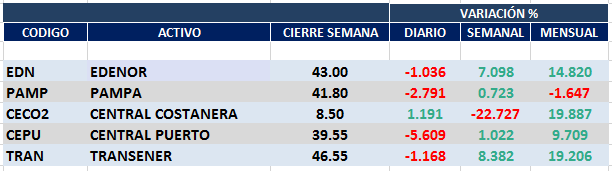 VARIACIÓN %
CODIGO ACTIVO CIERRE SEMANA DIARIO SEMANAL MENSUAL
EDN EDENOR 43.00 -1.036 7.098 14.820
PAMP PAMPA 41.80 -2.791 0.723 -1.647
CECO2 CENTRAL COSTANERA 8.50 1.191 -22.727 19.887
CEPU CENTRAL PUERTO 39.55 -5.609 1.022 9.709
TRAN TRANSENER 46.55 -1.168 8.382 19.206